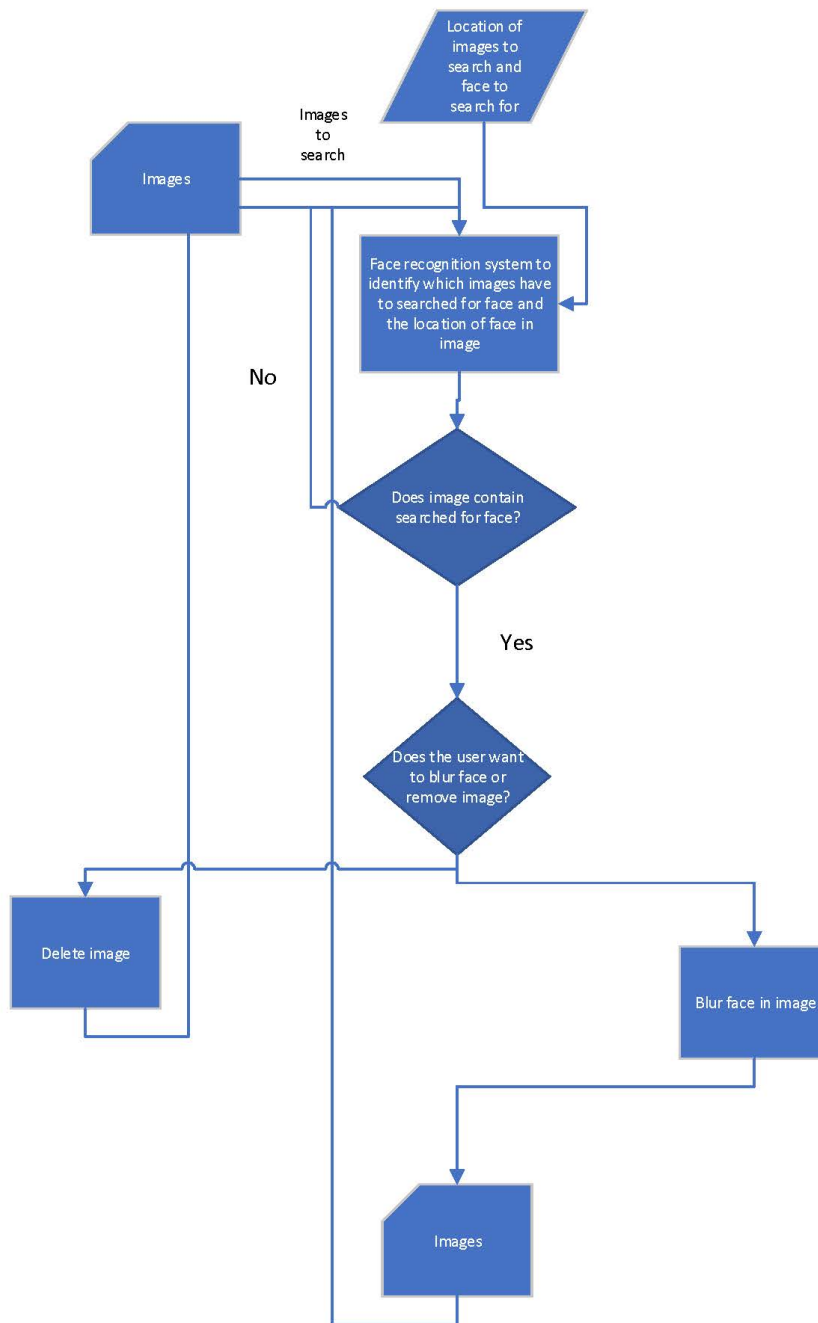 Location of
images to
search and
face to
search for
Images
to
search
Images
Face recognition system to
identify which images have
to searched for face and
the location of face in
image
No
Does image contain
searched for face?
Yes
Does the user want
to blur face or
remove image?
Delete image
Blur face in image
Images